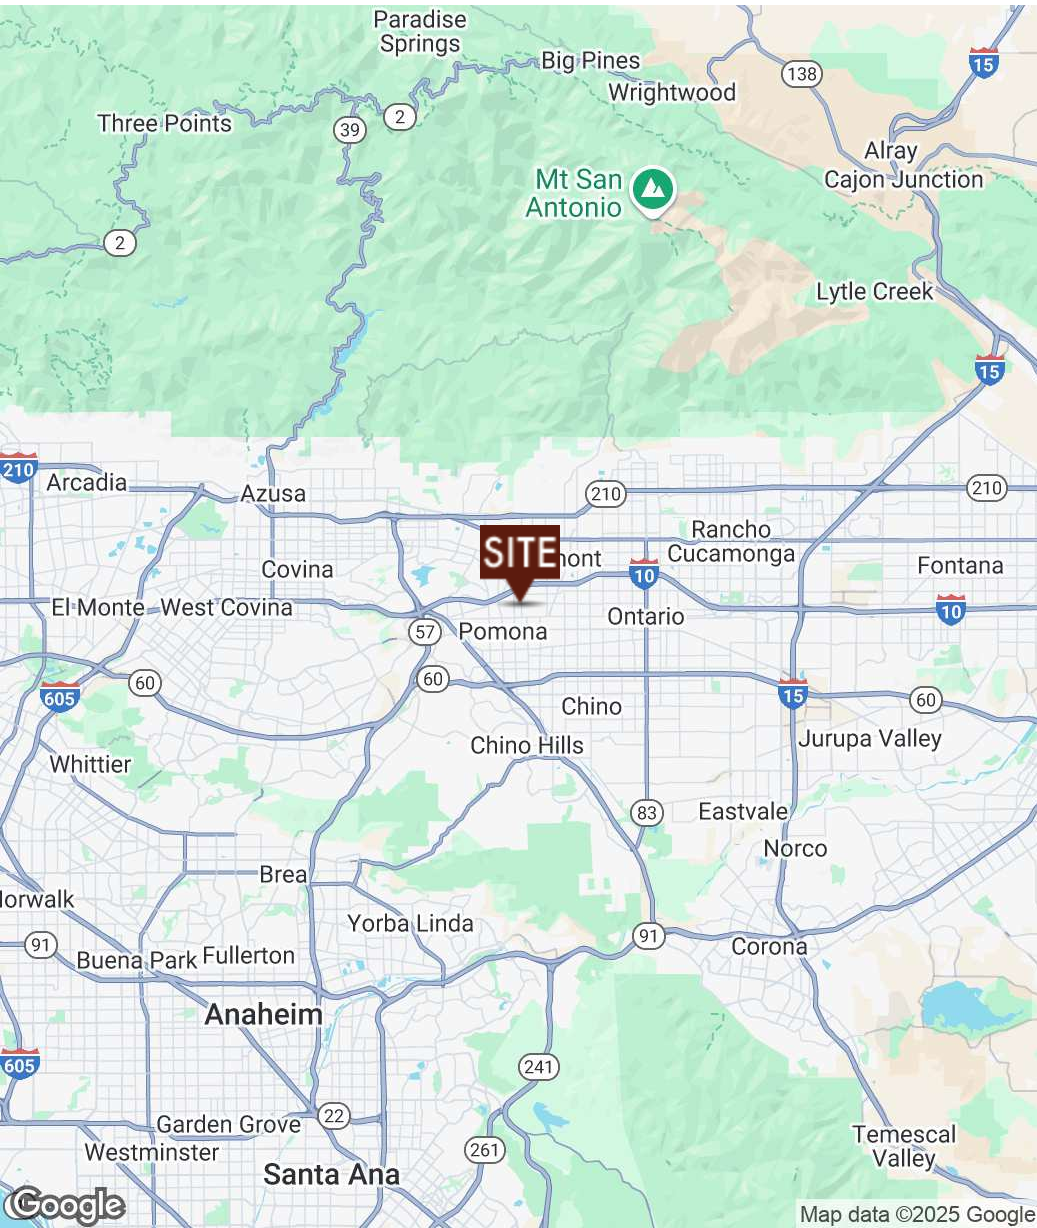 Paradise
Springs
Big Pines
15
138
Wrightwood
2
Three Points
39
Alray
Cajon Junction
Mt San
Antonio
2
Lytle Creek
15
210
Arcadia
Azusa
210
210
Rancho
Cucamonga
SITE
mont
Covina
10
Fontana
El Monte
West Covina
10
Ontario
57
Pomona
60
60
605
15
60
Chino
Chino Hills
Jurupa Valley
Whittier
83
Eastvale
Norco
Brea
Norwalk
Yorba Linda
91
91
Corona
Buena Park
Fullerton
Anaheim
605
241
22
Garden Grove
261
Temescal
Valley
Westminster
Santa Ana
Google
Map data ©2025 Google